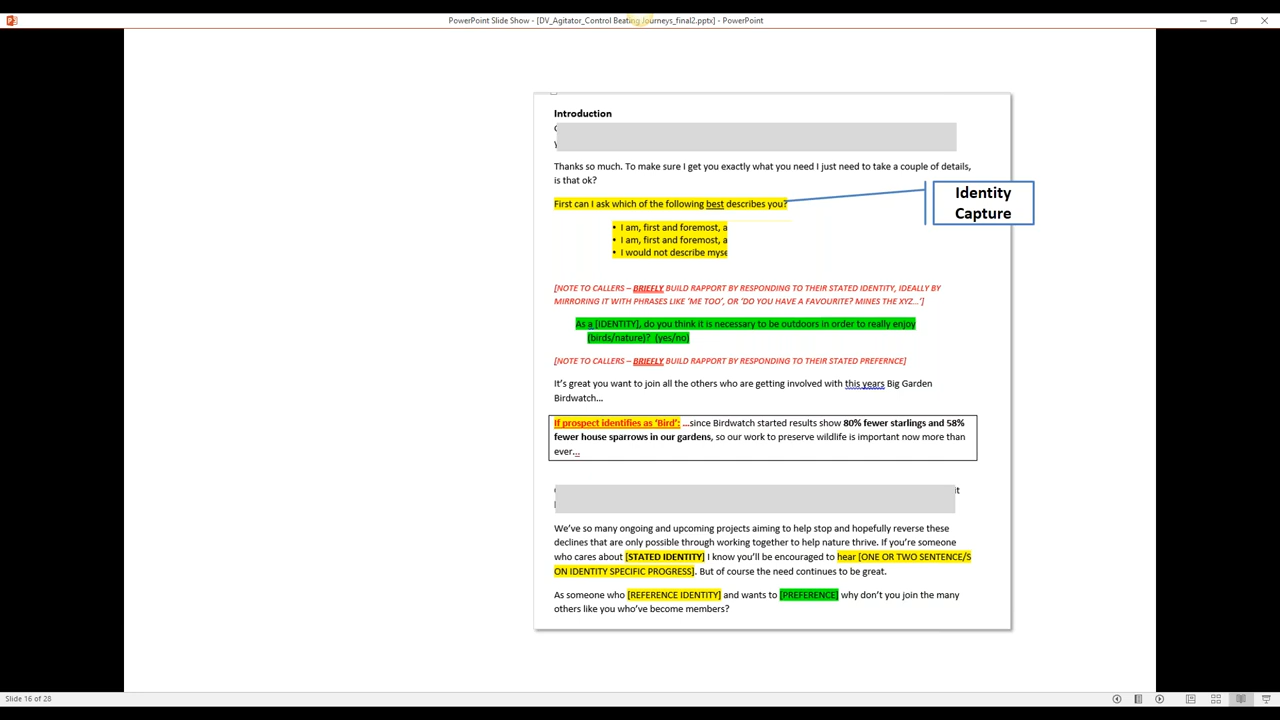 PowerPoint Slide Show - [DV_Agitator_Control Beating Journeys_final2.pptx] - PowerPoint
Introduction
Thanks so much. To make sure I get you exactly what you need I just need to take a couple of details,
is that ok?
First can I ask which of the following best describes you?
Identity
Capture
• I am, first and foremost, a
• I am, first and foremost, a
• I would not describe myse
[NOTE TO CALLERS – BRIEFLY BUILD RAPPORT BY RESPONDING TO THEIR STATED IDENTITY, IDEALLY BY
MIRRORING IT WITH PHRASES LIKE 'ME TOO', OR 'DO YOU HAVE A FAVOURITE? MINES THE XYZ...']
As a [IDENTITY], do you think it is necessary to be outdoors in order to really enjoy
(birds/nature)? (yes/no)
[NOTE TO CALLERS – BRIEFLY BUILD RAPPORT BY RESPONDING TO THEIR STATED PREFERNCE]
It's great you want to join all the others who are getting involved with this years Big Garden
Birdwatch...
If prospect identifies as 'Bird': ...since Birdwatch started results show 80% fewer starlings and 58%
fewer house sparrows in our gardens, so our work to preserve wildlife is important now more than
ever...
it
We've so many ongoing and upcoming projects aiming to help stop and hopefully reverse these
declines that are only possible through working together to help nature thrive. If you're someone
who cares about [STATED IDENTITY] I know you'll be encouraged to hear [ONE OR TWO SENTENCE/S
ON IDENTITY SPECIFIC PROGRESS]. But of course the need continues to be great.
As someone who [REFERENCE IDENTITY] and wants to [PREFERENCE] why don't you join the many
others like you who've become members?
Slide 16 of 28